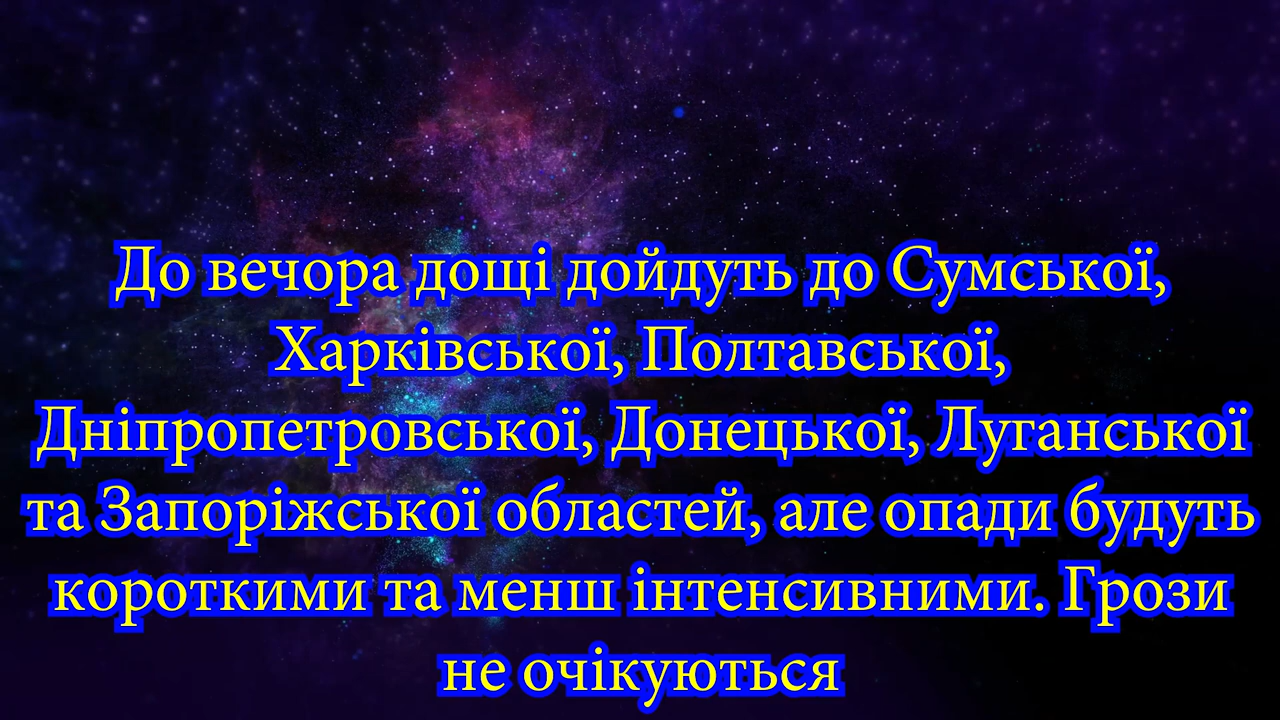 До вечора дощі дойдуть до Сумської,
Харківської, Полтавської,
Дніпропетровської, Донецької, Луганської
та Запоріжської областей, але опади будуть
короткими та менш інтенсивними. Грози
не очікуються